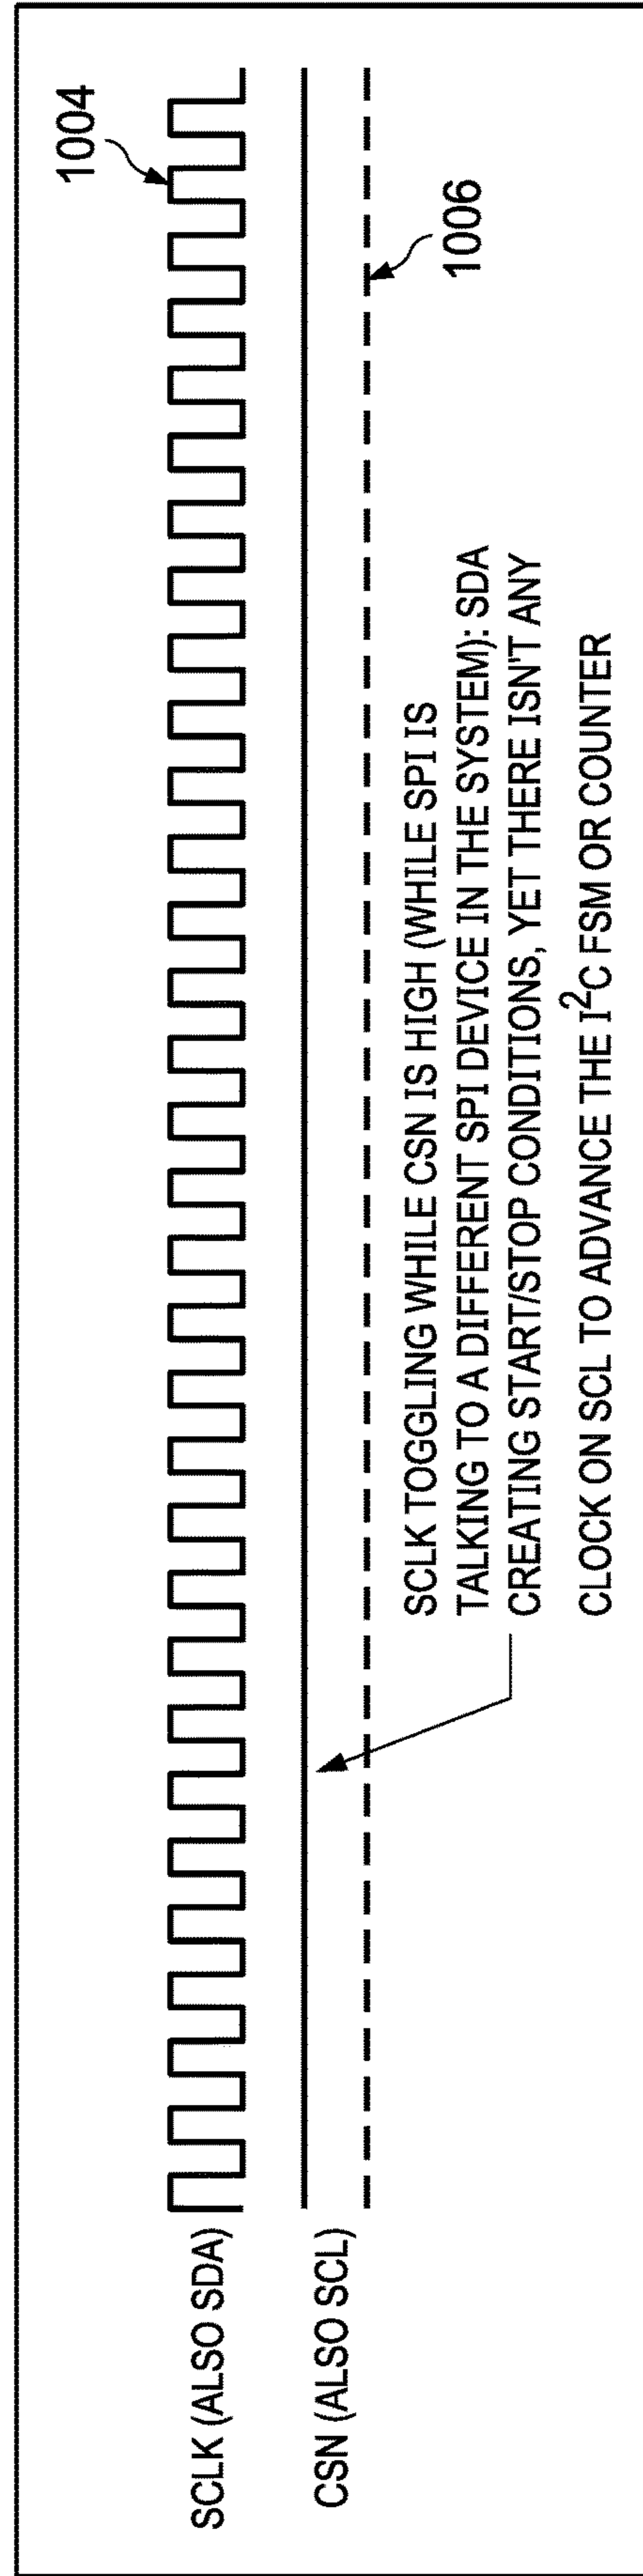 1004
SCLK (ALSO SDA)
CSN (ALSO SCL)
1006
SCLK TOGGLING WHILE CSN IS HIGH (WHILE SPI IS
TALKING TO A DIFFERENT SPI DEVICE IN THE SYSTEM): SDA
CREATING START/STOP CONDITIONS, YET THERE ISN'T ANY
CLOCK ON SCL TO ADVANCE THE I²C FSM OR COUNTER